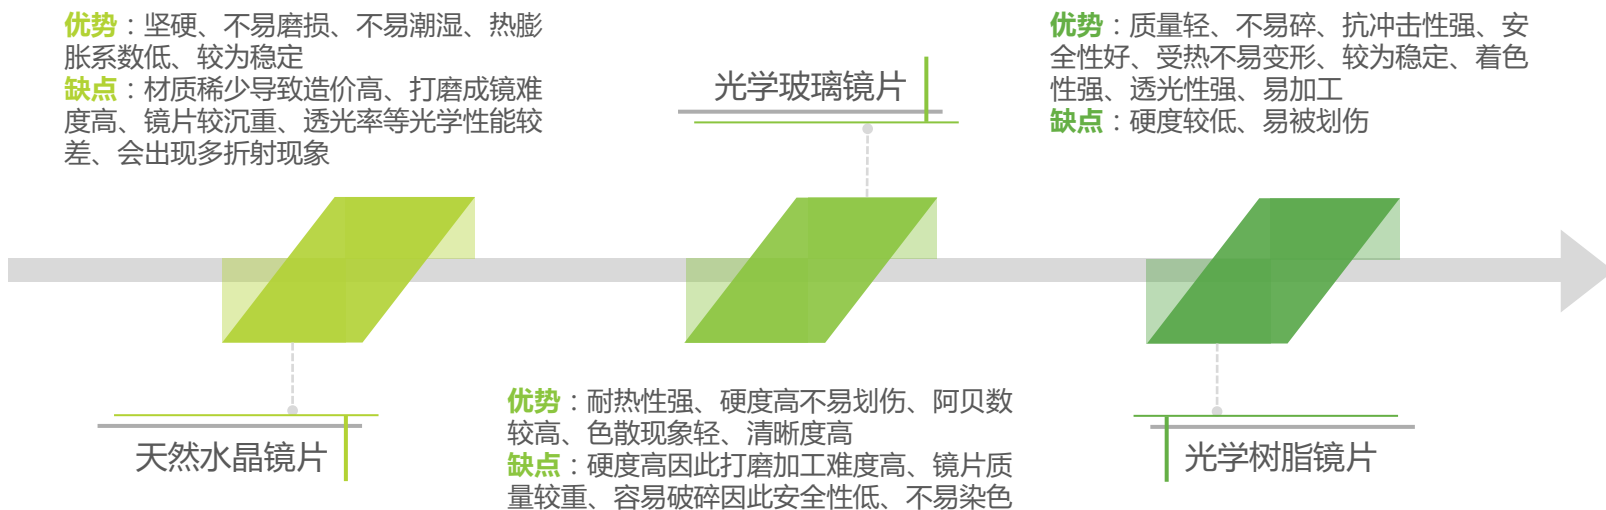 优势：坚硬、不易磨损、不易潮湿、热膨
胀系数低、较为稳定
缺点：材质稀少导致造价高、打磨成镜难
度高、镜片较沉重、透光率等光学性能较
差、会出现多折射现象
天然水晶镜片
光学玻璃镜片
优势：耐热性强、硬度高不易划伤、阿贝数
较高、色散现象轻、清晰度高
缺点：硬度高因此打磨加工难度高、镜片质
量较重、容易破碎因此安全性低、不易染色
优势：质量轻、不易碎、抗冲击性强、安
全性好、受热不易变形、较为稳定、着色
性强、透光性强、易加工
缺点：硬度较低、易被划伤
光学树脂镜片